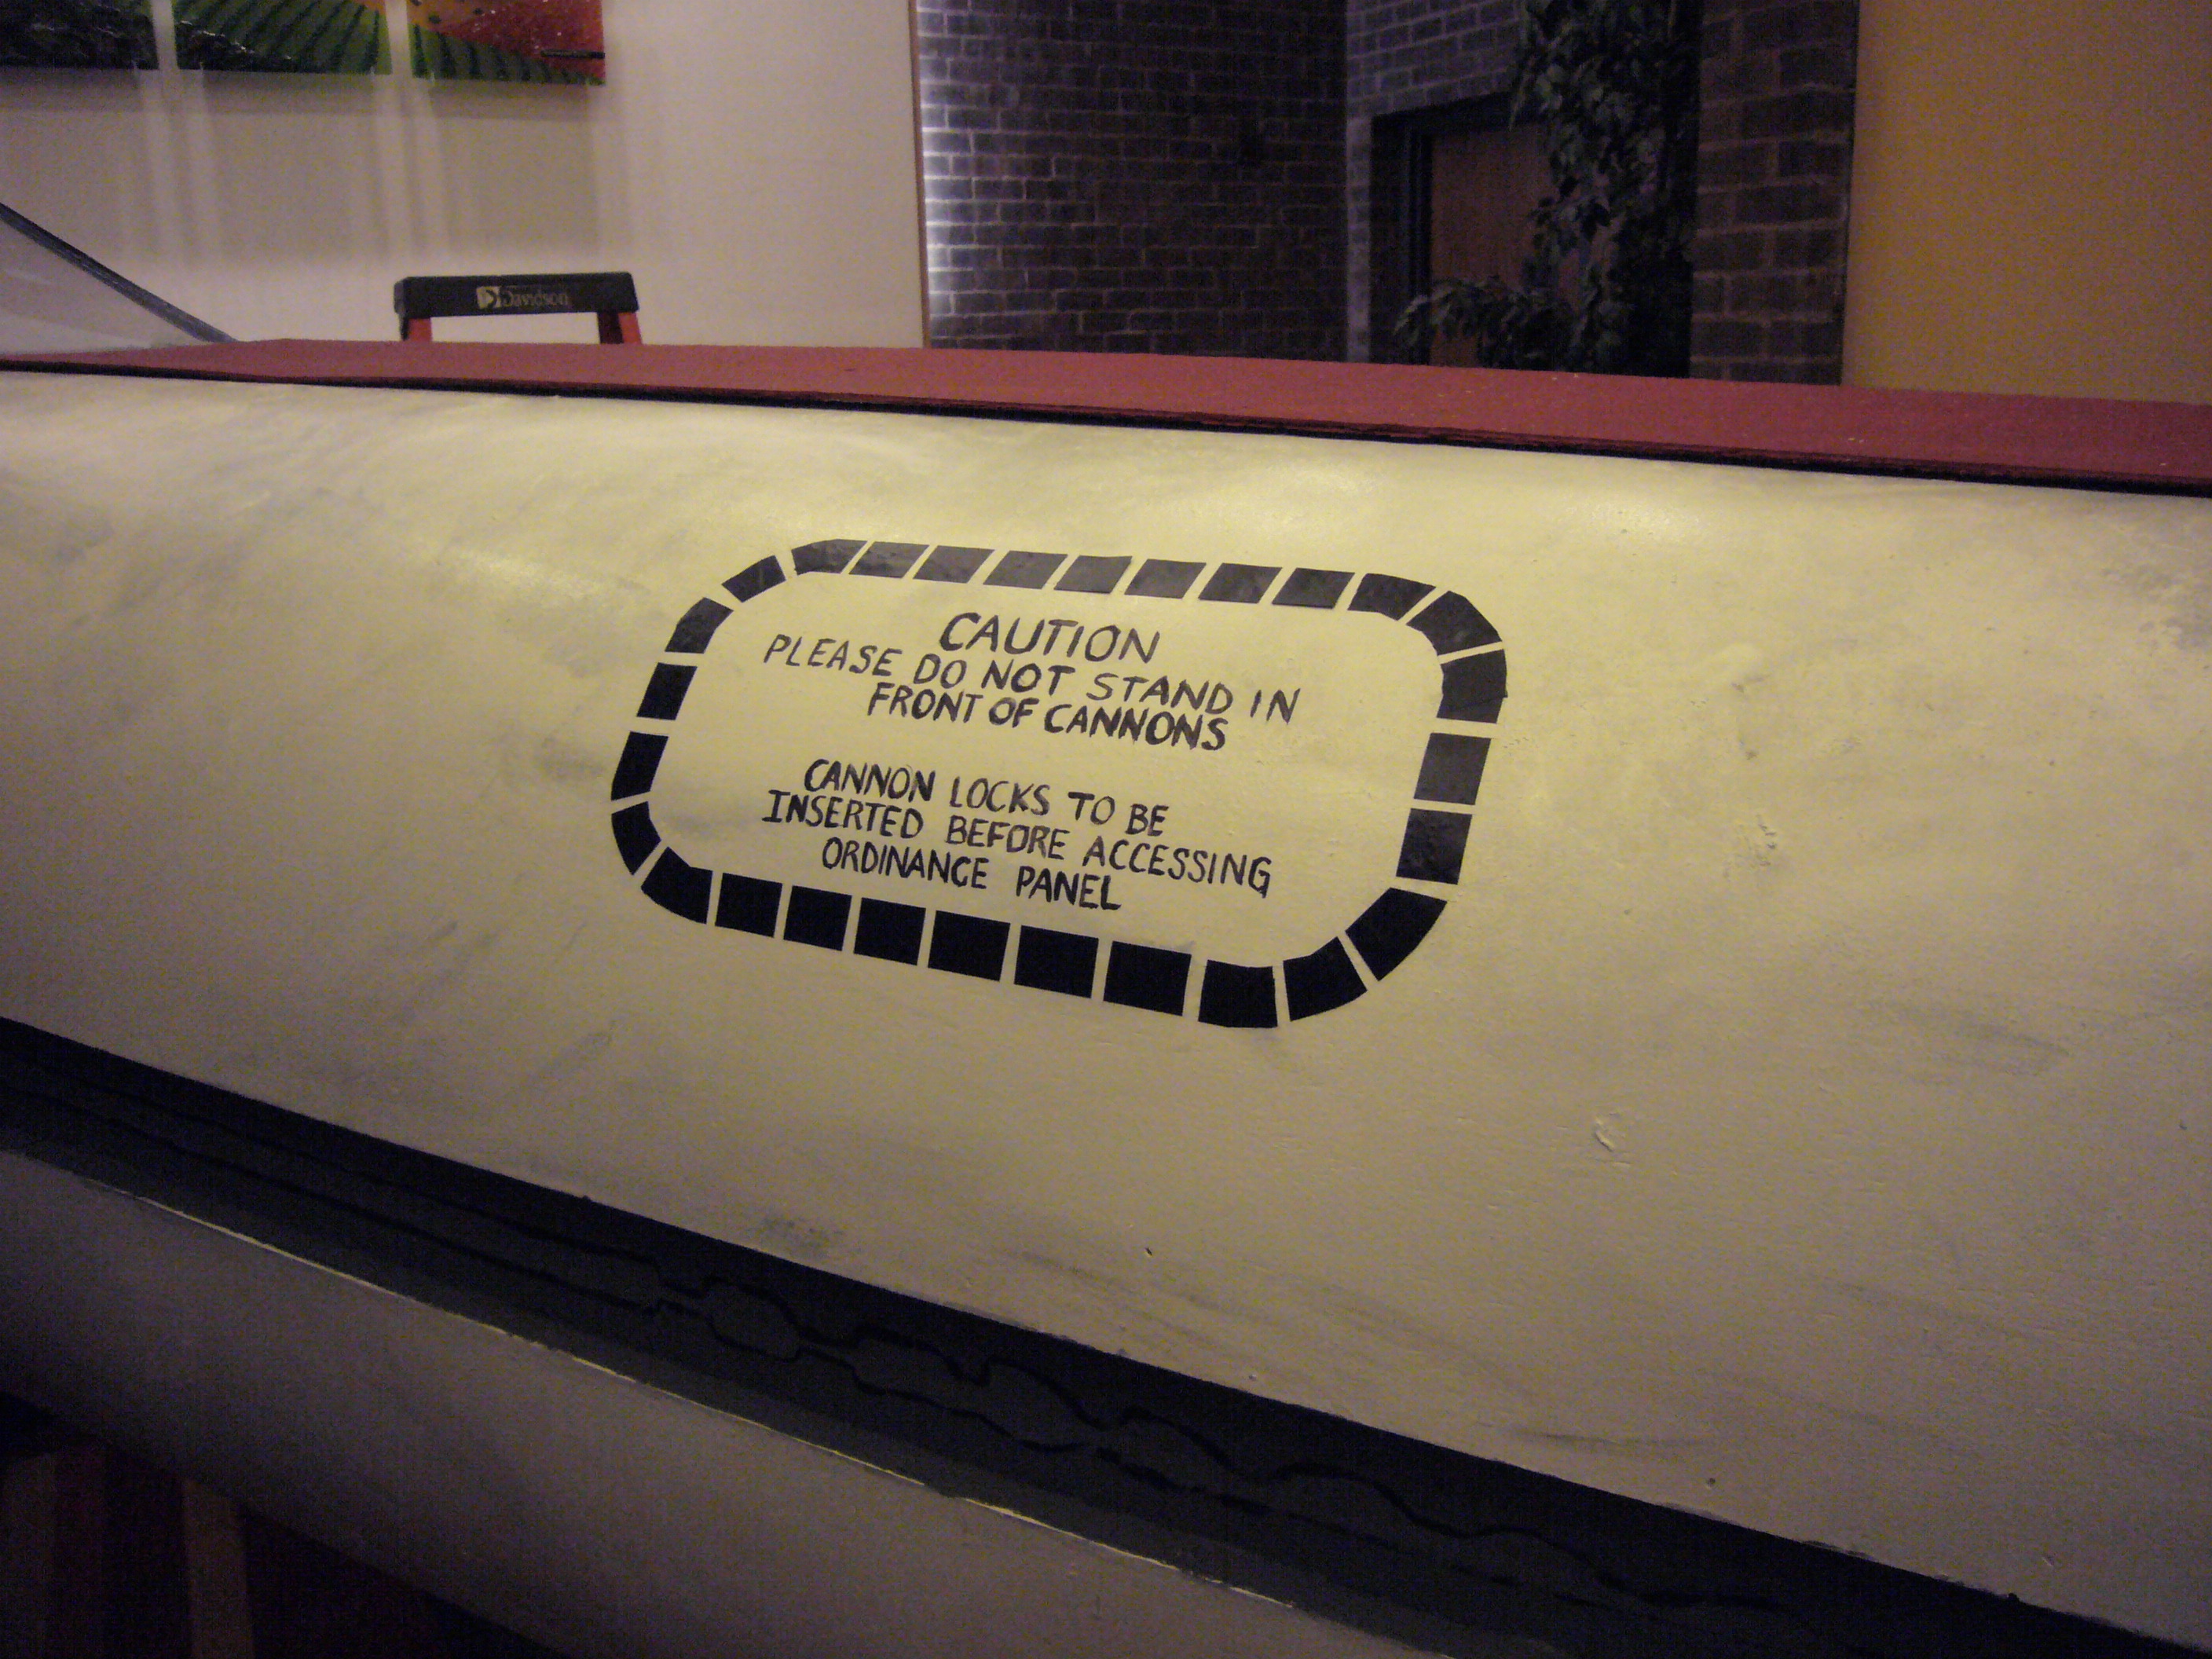 Davidson
CAUTION
PLEASE DO NOT STAND IN
FRONT OF CANNONS
CANNON LOCKS TO BE
INSERTED BEFORE ACCESSING
ORDINANCE PANEL